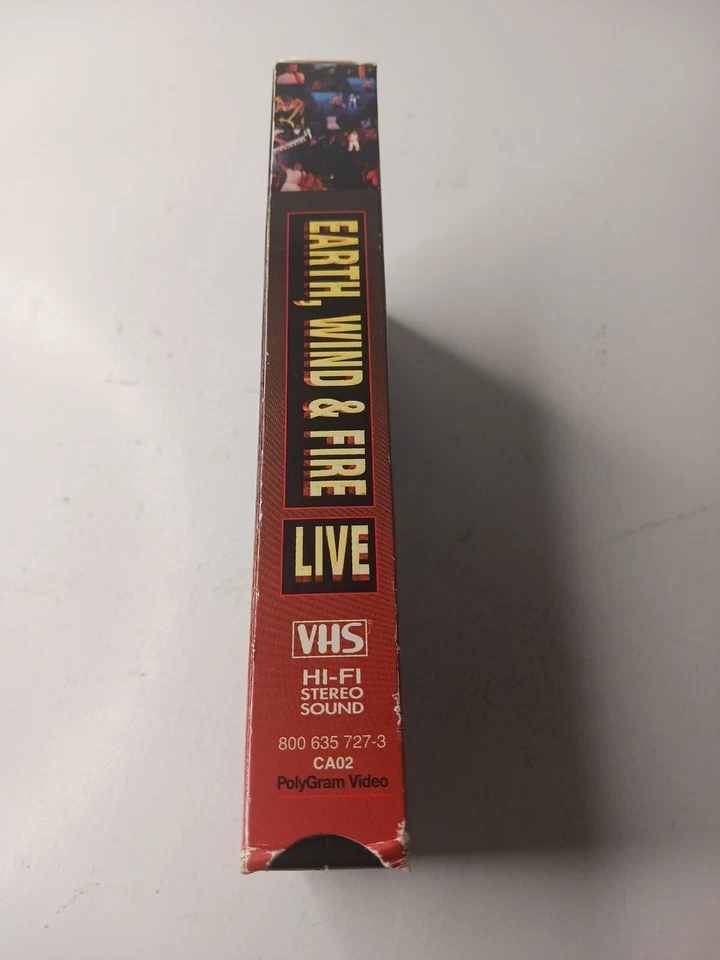 EARTH, WIND & FIRE
LIVE
VHS
HI-FI
STEREO
SOUND
800 635 727-3
CA02
PolyGram Video